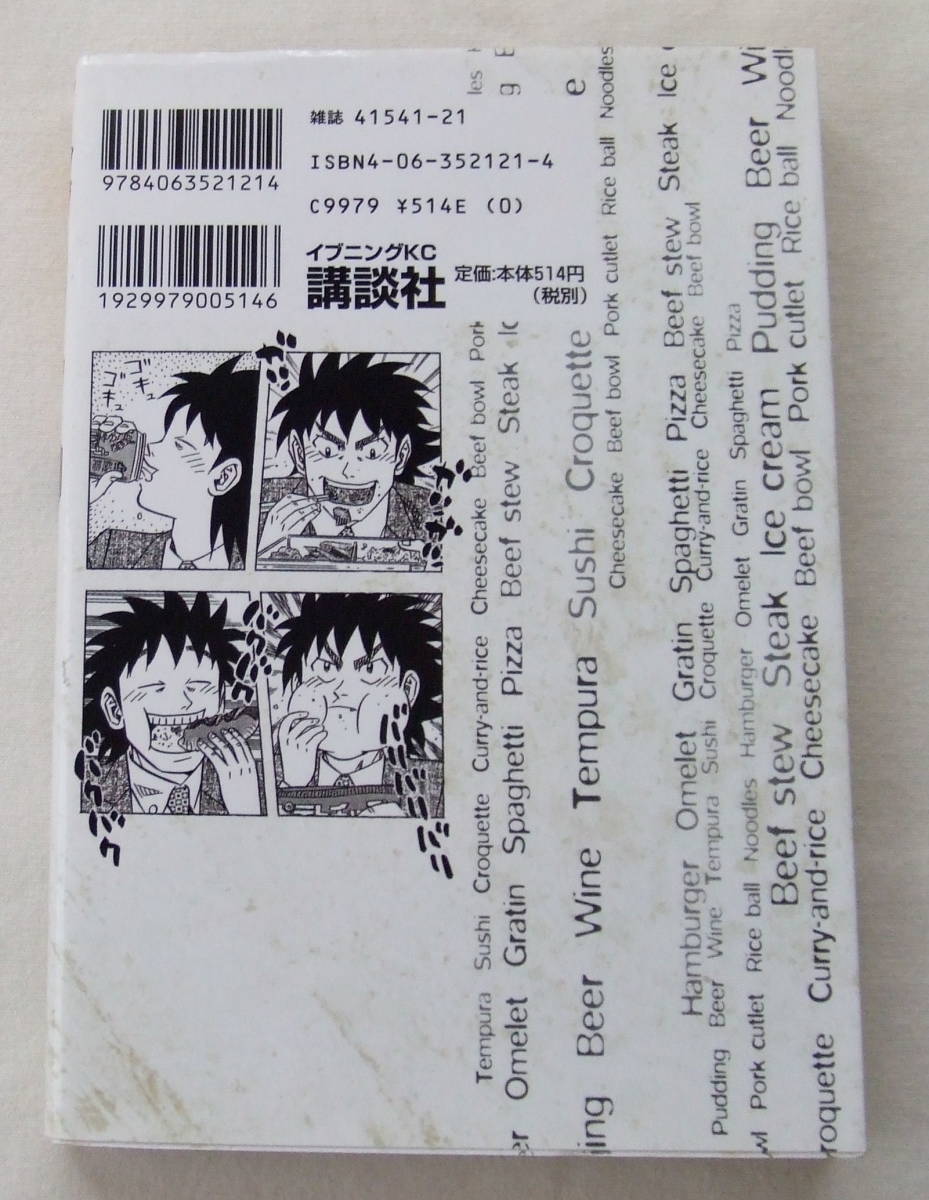 雑誌 41541-21
9784063521214
ISBN4-06-352121-4
C9979 ¥514E (0)
1929979005146
イブニングKC
講談社
定価:本体514円
(税別)
ゴキュ
ゴキュ
Tempura Sushi Croquette Curry-and-rice Cheesecake Beef bowl Pork
Omelet Gratin Spaghetti Pizza Beef stew Steak
Beer Wine Tempura Sushi Croquette
Cheesecake Beef bowl Pork cutlet Rice ball Noodles
Hamburger Omelet Gratin Spaghetti Pizza Beef stew Steak Ice
Pudding Beer Wine Tempura Sushi Croquette Curry-and-rice Cheesecake Beef bowl
Pork cutlet Rice ball Noodles Hamburger Omelet Gratin Spaghetti Pizza
Beef stew Steak Ice cream Pudding Beer Wi
roquette Curry-and-rice Cheesecake Beef bowl Pork cutlet Rice ball Noodl